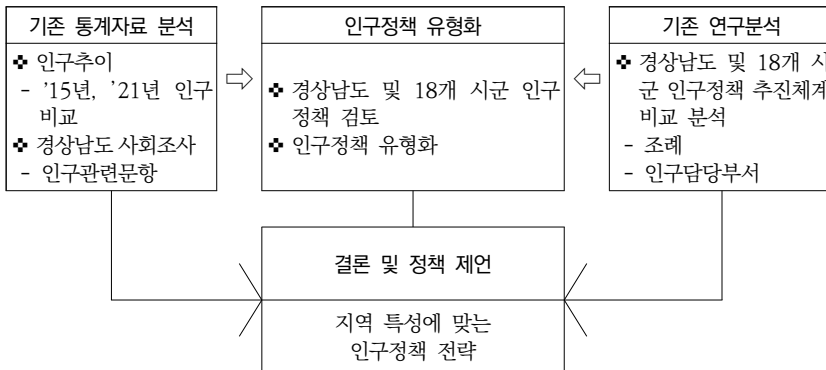 기존 통계자료 분석
❖ 인구추이
- ’15년, ’21년 인구
비교
❖ 경상남도 사회조사
- 인구관련문항
인구정책 유형화
❖ 경상남도 및 18개 시군 인구
정책 검토
❖ 인구정책 유형화
기존 연구분석
❖ 경상남도 및 18개 시
군 인구정책 추진체계
비교 분석
- 조례
- 인구담당부서
결론 및 정책 제언
지역 특성에 맞는
인구정책 전략